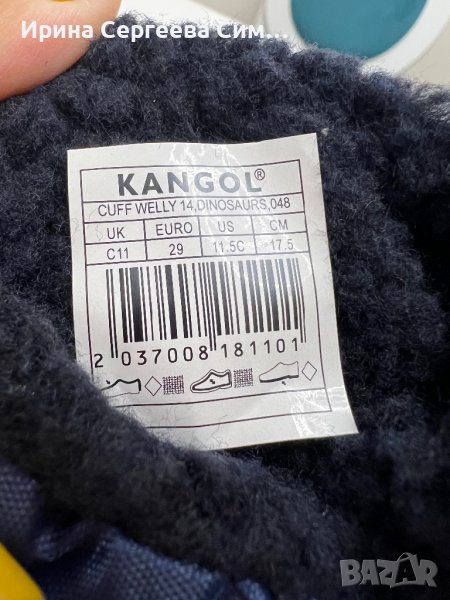 Ирина Сергеева Сим...
KANGOL®
CUFF WELLY 14,DINOSAURS,048
UK EURO US CM
C11 29 11.5C 17.5
2 037008 181101
BAZAR